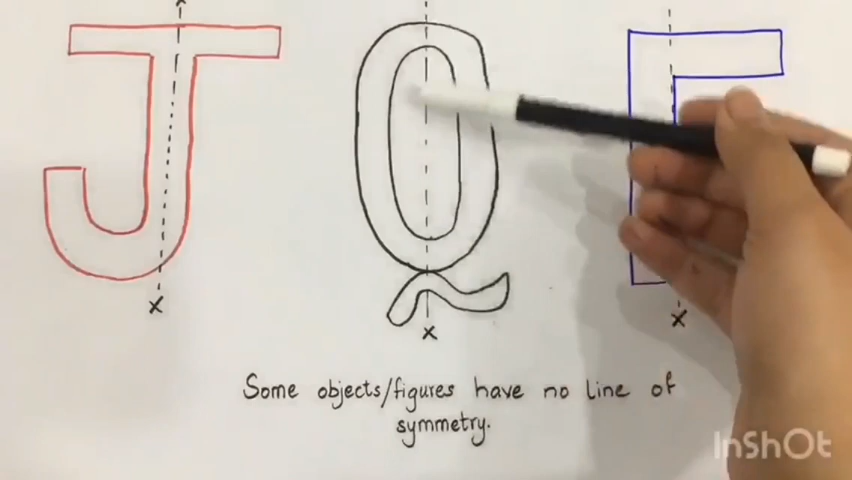 J Q F
x x x
Some objects/figures have no line of
symmetry.
InShOt